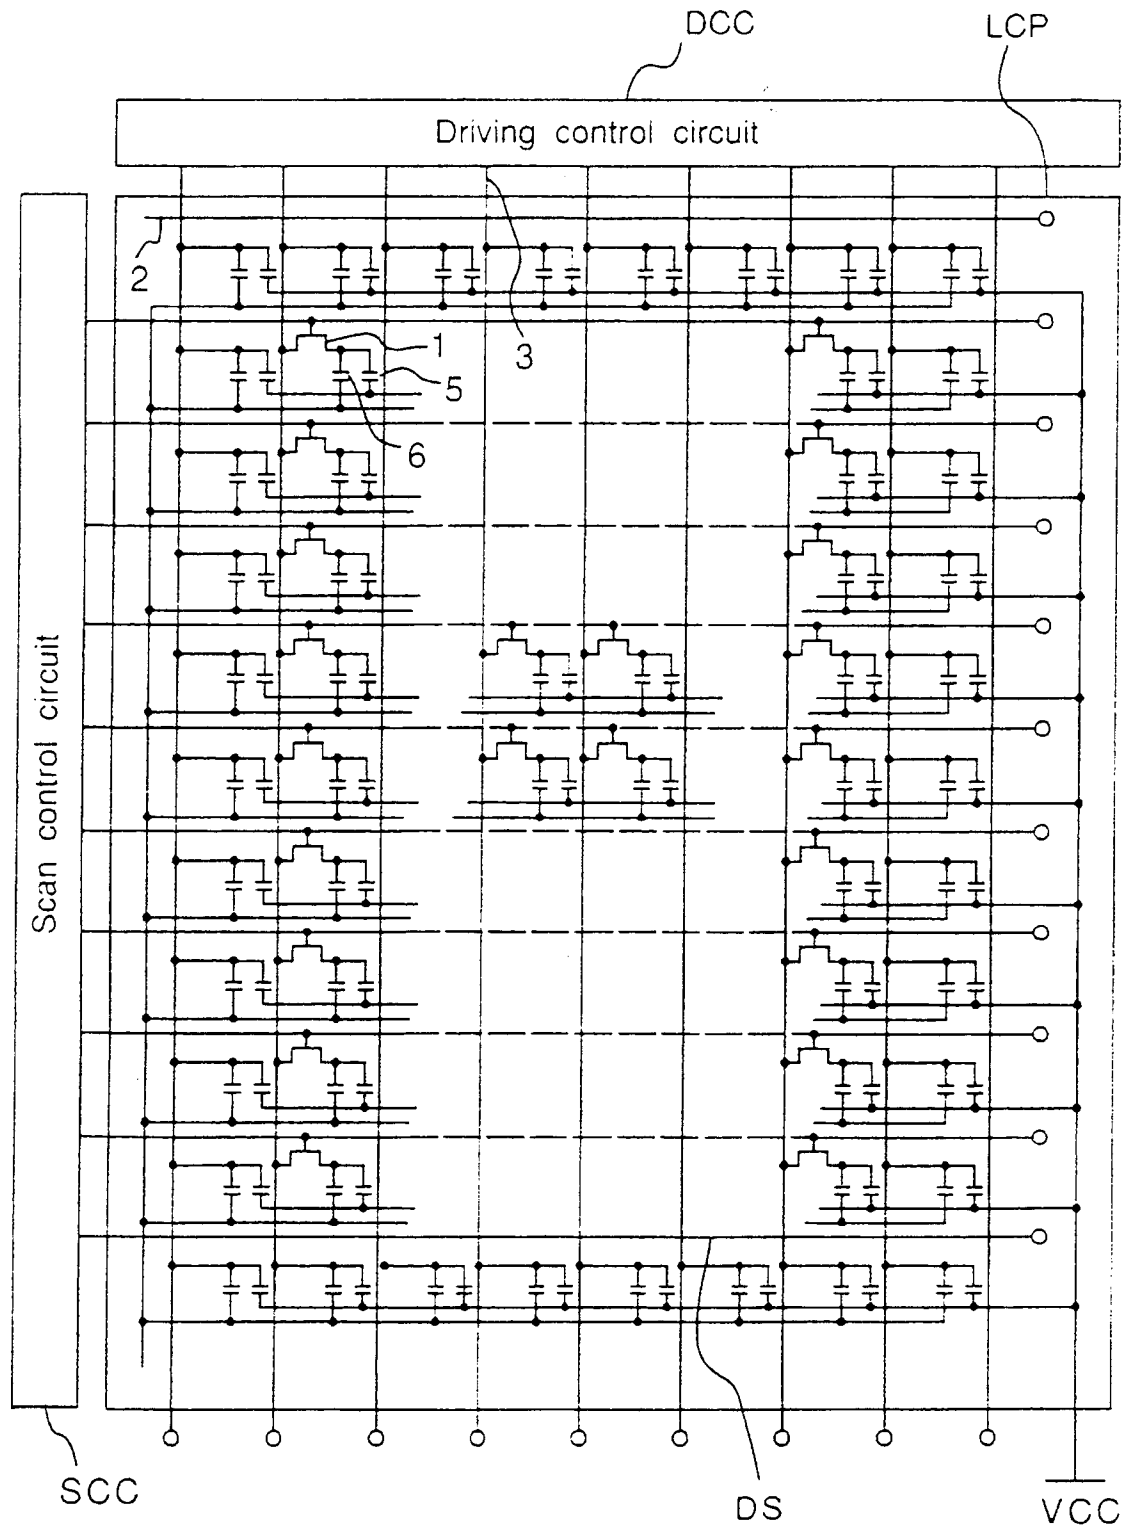 DCC
LCP
Driving control circuit
2
3
1
5
6
Scan control circuit
SCC
DS
VCC